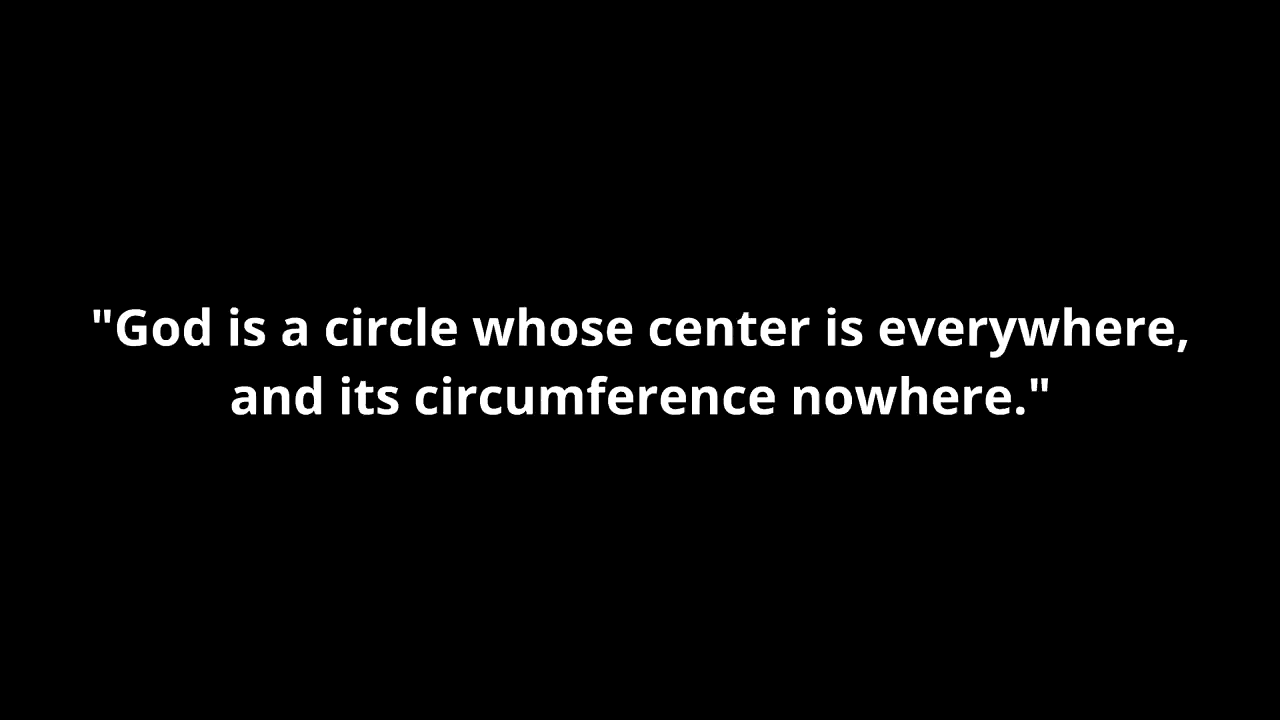 "God is a circle whose center is everywhere,
and its circumference nowhere."